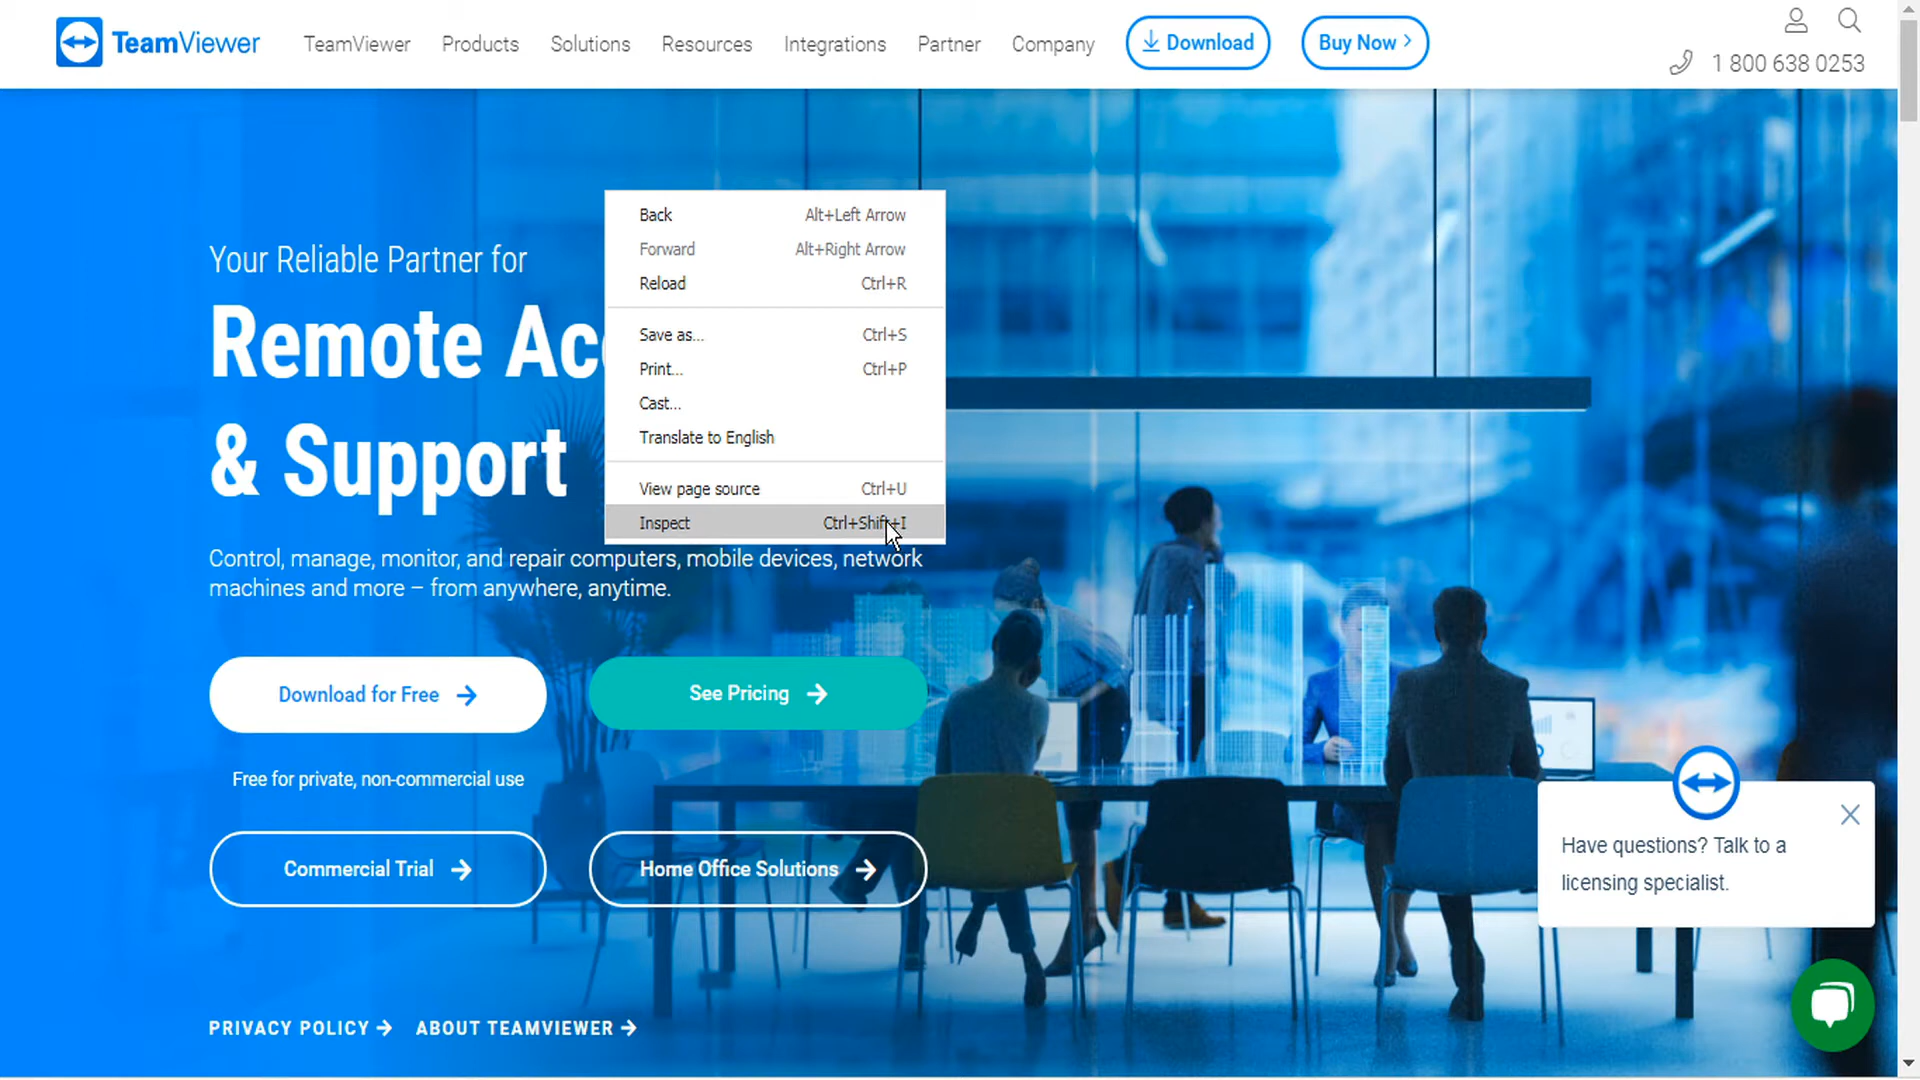 TeamViewer
TeamViewer Products Solutions Resources Integrations Partner Company Download Buy Now
1 800 638 0253
Back Alt+Left Arrow
Forward Alt+Right Arrow
Reload Ctrl+R
Save as... Ctrl+S
Print... Ctrl+P
Cast...
Translate to English
View page source Ctrl+U
Inspect Ctrl+Shift+I
Your Reliable Partner for
Remote Acc
& Support
Control, manage, monitor, and repair computers, mobile devices, network
machines and more – from anywhere, anytime.
Download for Free See Pricing
Free for private, non-commercial use
Commercial Trial Home Office Solutions
PRIVACY POLICY ABOUT TEAMVIEWER
Have questions? Talk to a
licensing specialist.